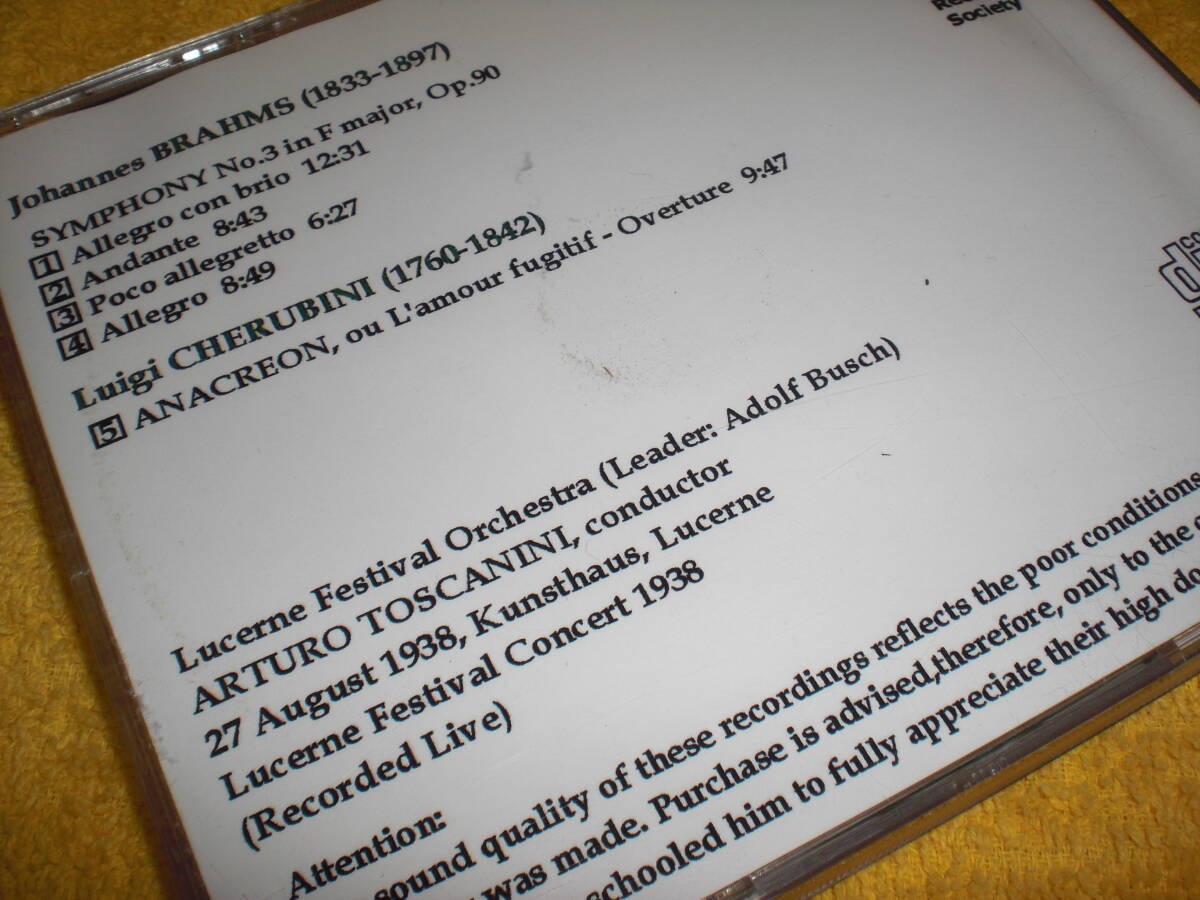 Society
Johannes BRAHMS (1833-1897)
SYMPHONY No.3 in F major, Op.90
1 Allegro con brio 12:31
2 Andante 8:43
3 Poco allegretto 6:27
4 Allegro 8:49
Luigi CHERUBINI (1760-1842)
5 ANACREON, ou L'amour fugitif - Overture 9:47
Lucerne Festival Orchestra (Leader: Adolf Busch)
ARTURO TOSCANINI, conductor
27 August 1938, Kunsthaus, Lucerne
Lucerne Festival Concert 1938
(Recorded Live)
Attention:
sound quality of these recordings reflects the poor conditions
was made. Purchase is advised,therefore, only to the
schooled him to fully appreciate their high